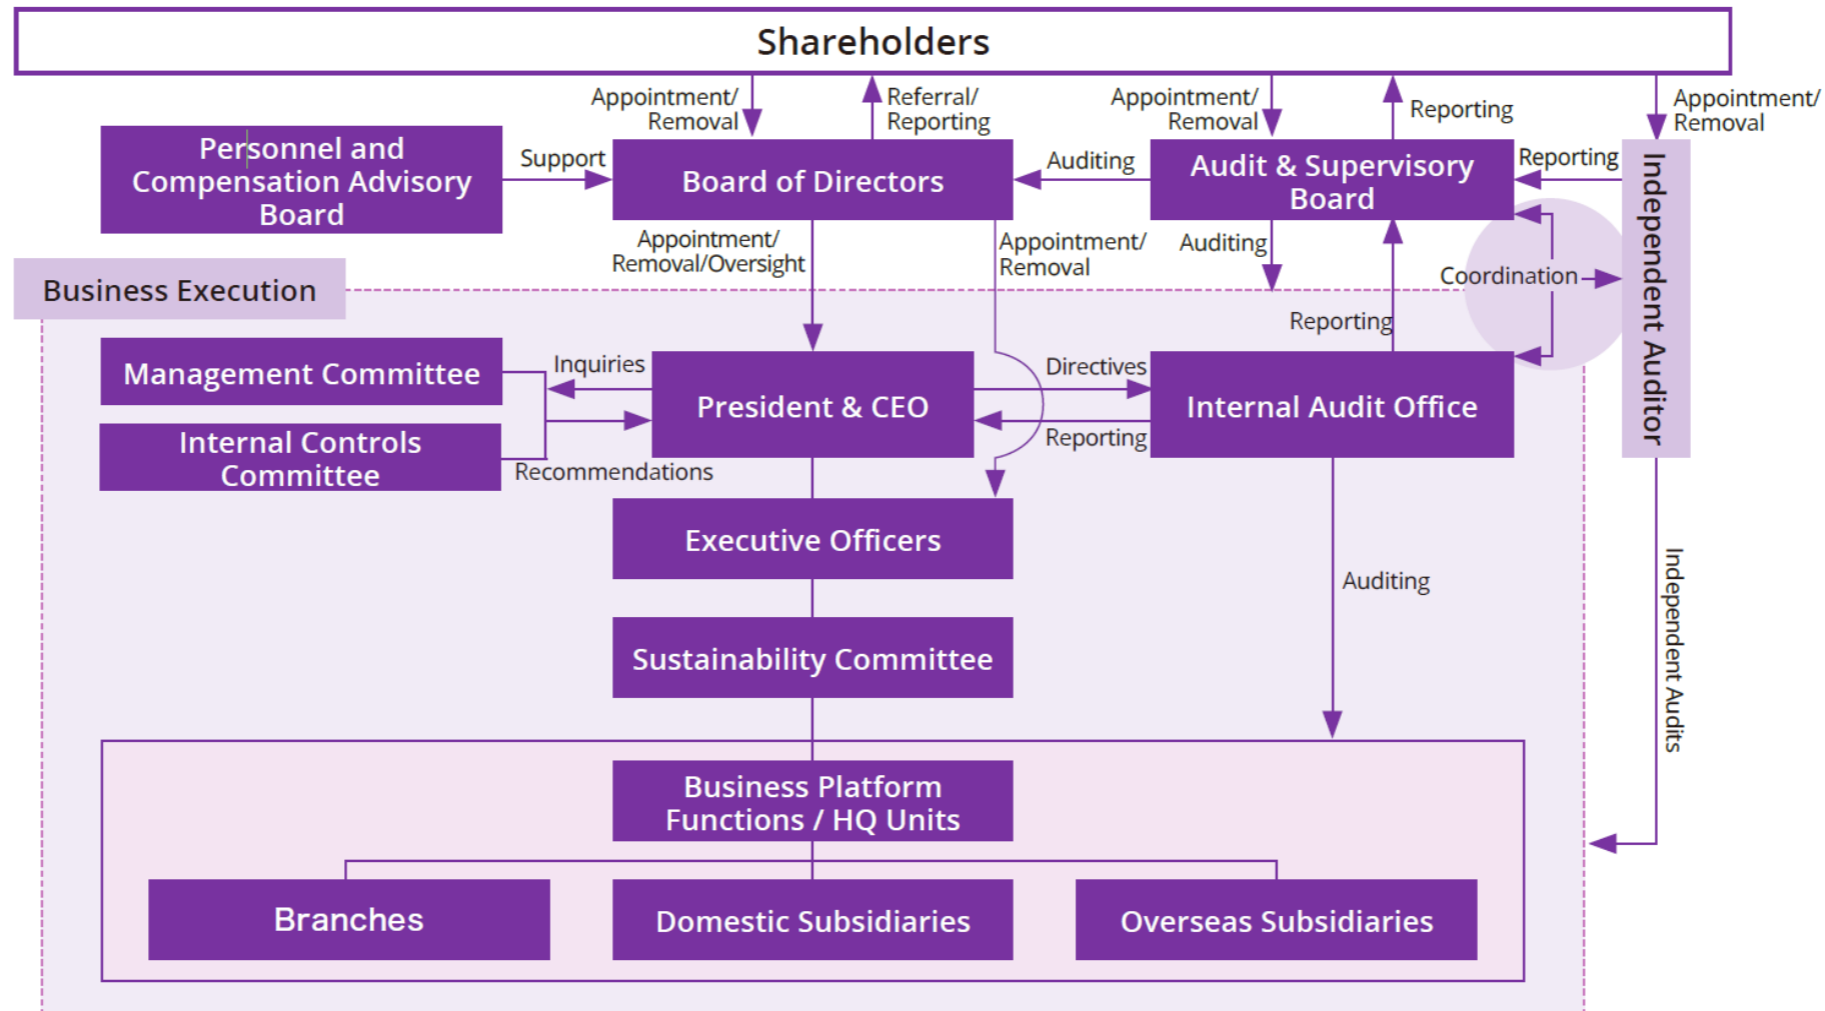 Shareholders
Appointment/
Removal
Referral/
Reporting
Appointment/
Removal
Reporting
Appointment/
Removal
Personnel and
Compensation Advisory
Board
Support
Board of Directors
Auditing
Audit & Supervisory
Board
Reporting
Independent Auditor
Appointment/
Removal/Oversight
Appointment/
Removal
Auditing
Coordination
Business Execution
Reporting
Management Committee
Inquiries
President & CEO
Directives
Internal Audit Office
Internal Controls
Committee
Recommendations
Reporting
Executive Officers
Auditing
Independent Audits
Sustainability Committee
Business Platform
Functions / HQ Units
Branches
Domestic Subsidiaries
Overseas Subsidiaries